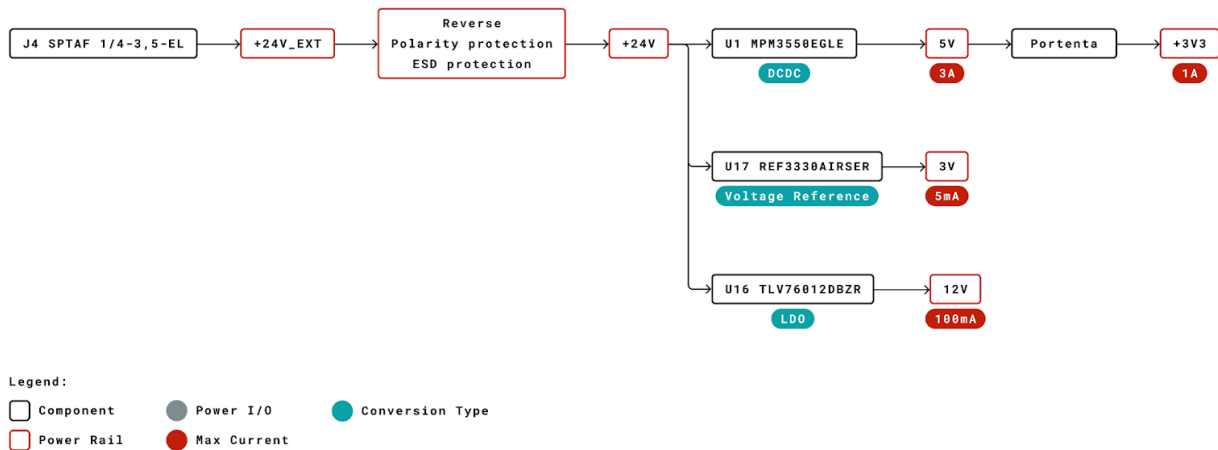 J4 SPTAF 1/4-3,5-EL
+24V_EXT
Reverse
Polarity protection
ESD protection
+24V
U1 MPM3550EGLE
DCDC
5V
3A
Portenta
+3V3
1A
U17 REF3330AIRSER
Voltage Reference
3V
5mA
U16 TLV76012DBZR
LDO
12V
100mA
Legend:
Component
Power I/O
Conversion Type
Power Rail
Max Current